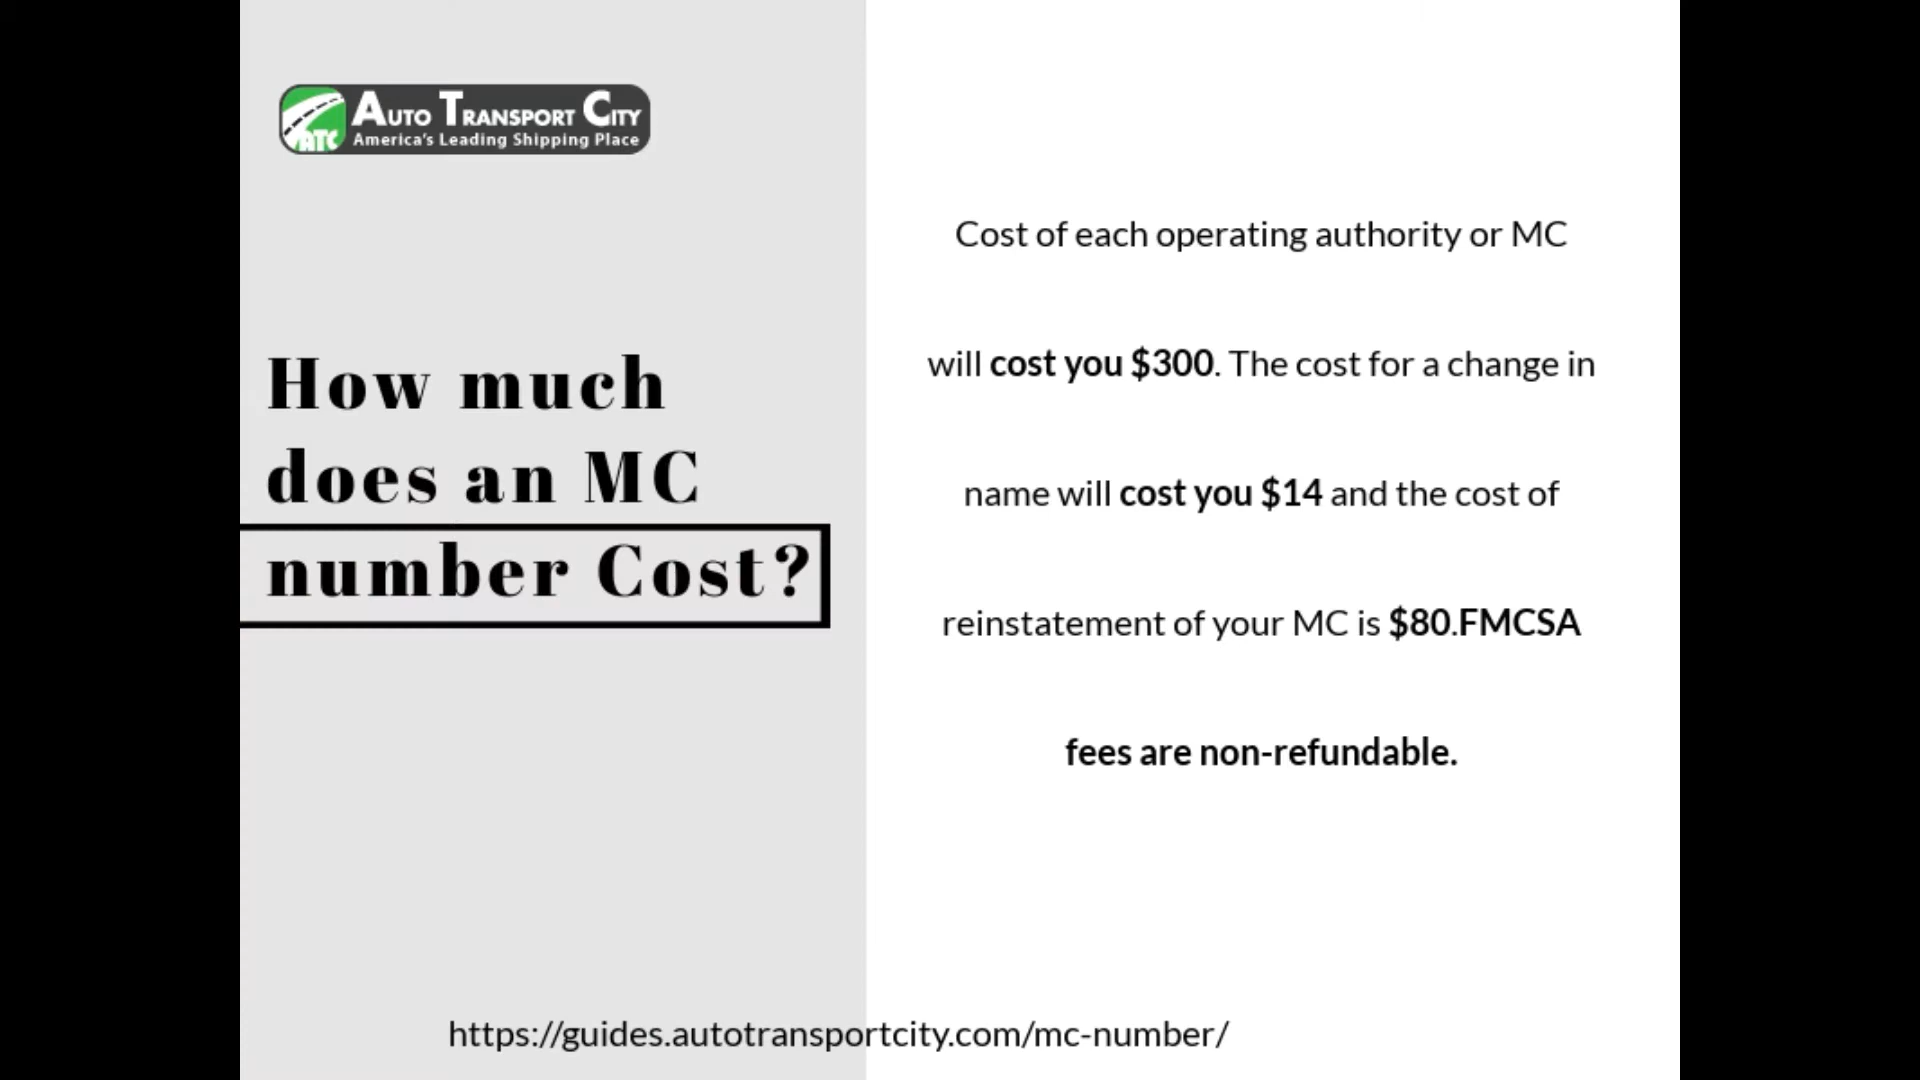 AUTO TRANSPORT CITY
ATC
America's Leading Shipping Place
How much
does an MC
number Cost?
Cost of each operating authority or MC
will cost you $300. The cost for a change in
name will cost you $14 and the cost of
reinstatement of your MC is $80.FMCSA
fees are non-refundable.
https://guides.autotransportcity.com/mc-number/